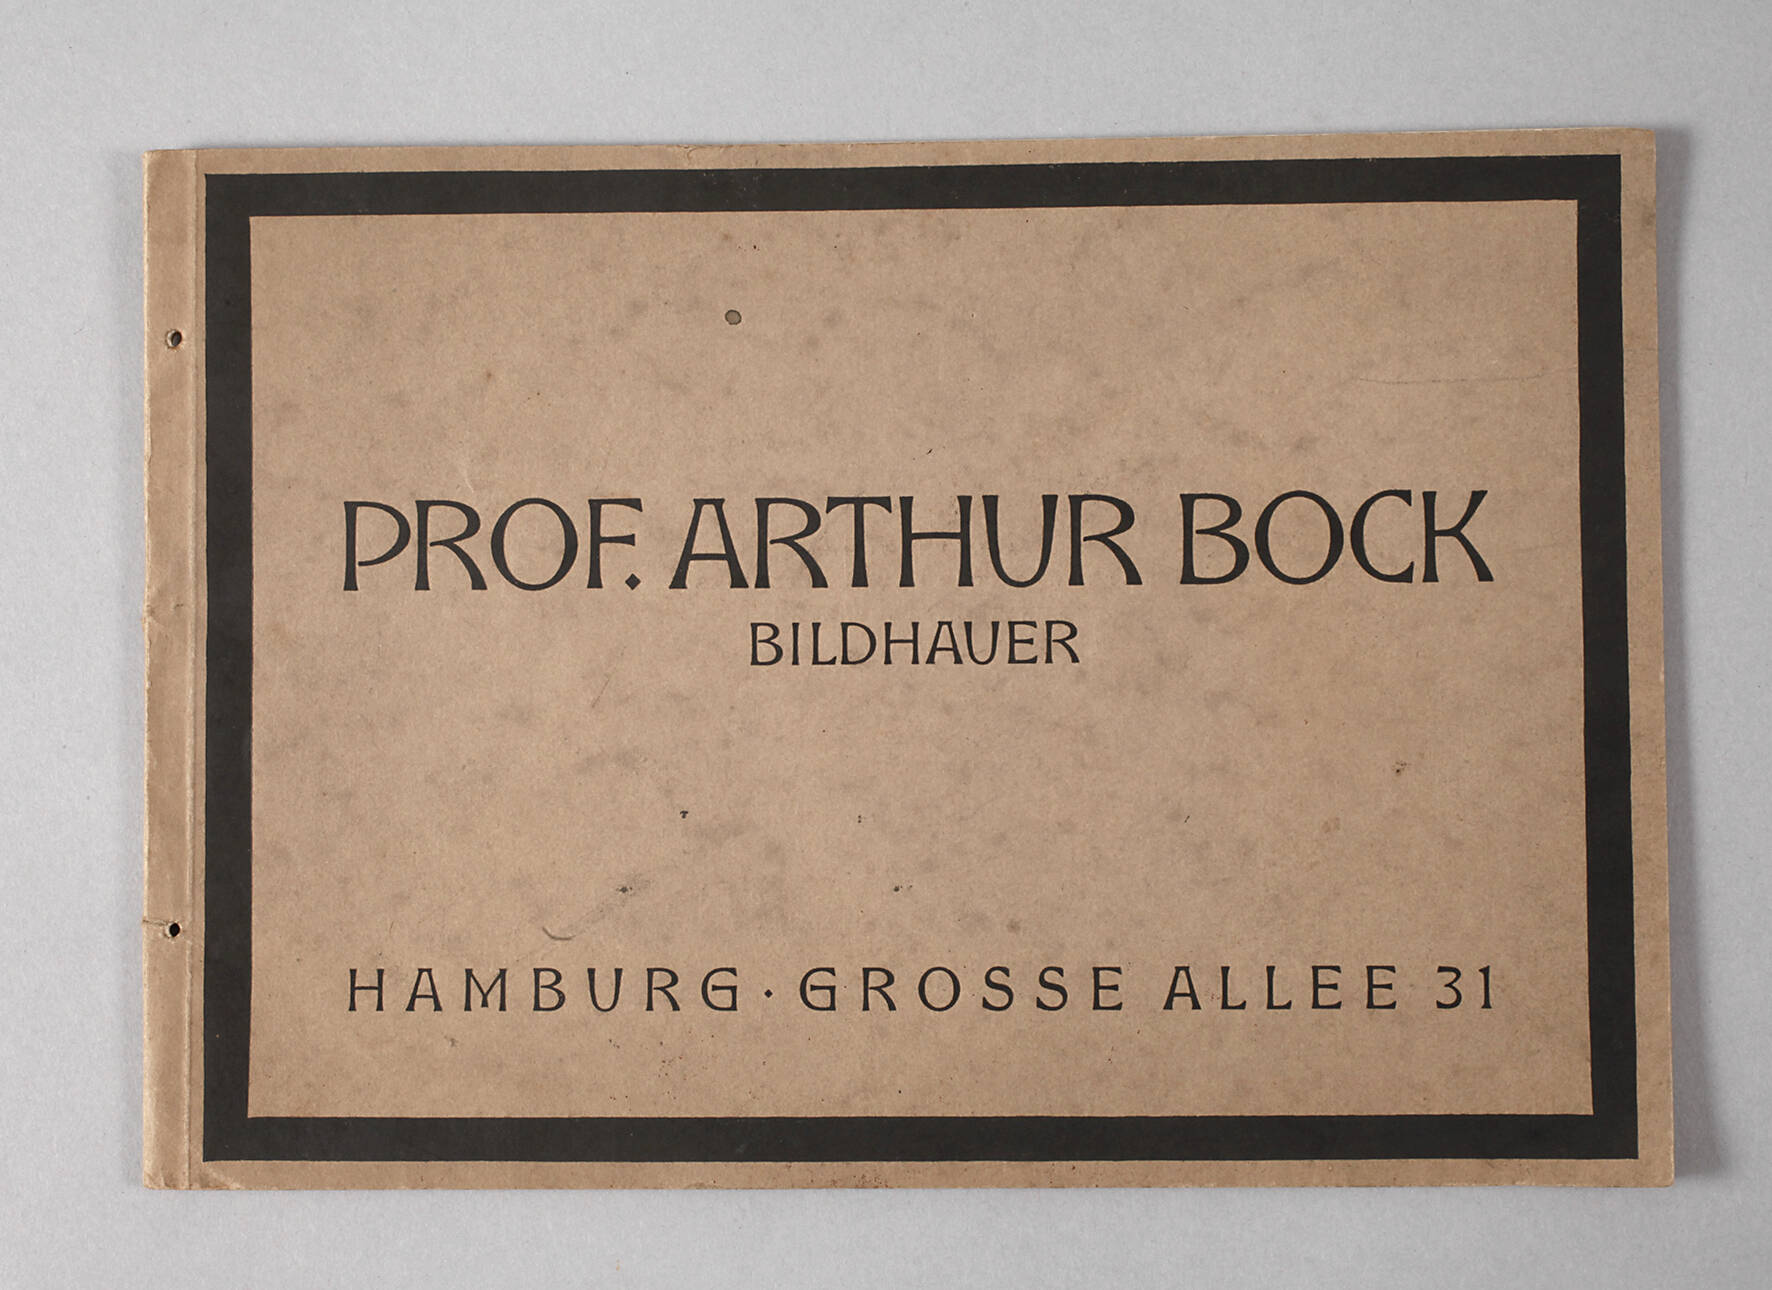 PROF. ARTHUR BOCK
BILDHAUER
HAMBURG · GROSSE ALLEE 31